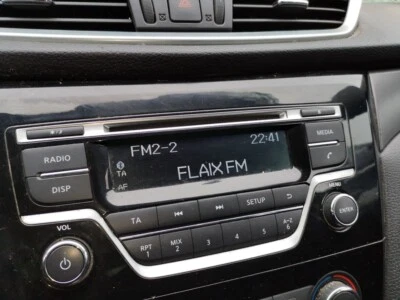 FM2-2 22:41
TA
AF
FLAIX FM
RADIO
MEDIA
DISP
TA SETUP
MENU
ENTER
VOL
1 RPT 2 MIX 3 4 5 6 A-Z